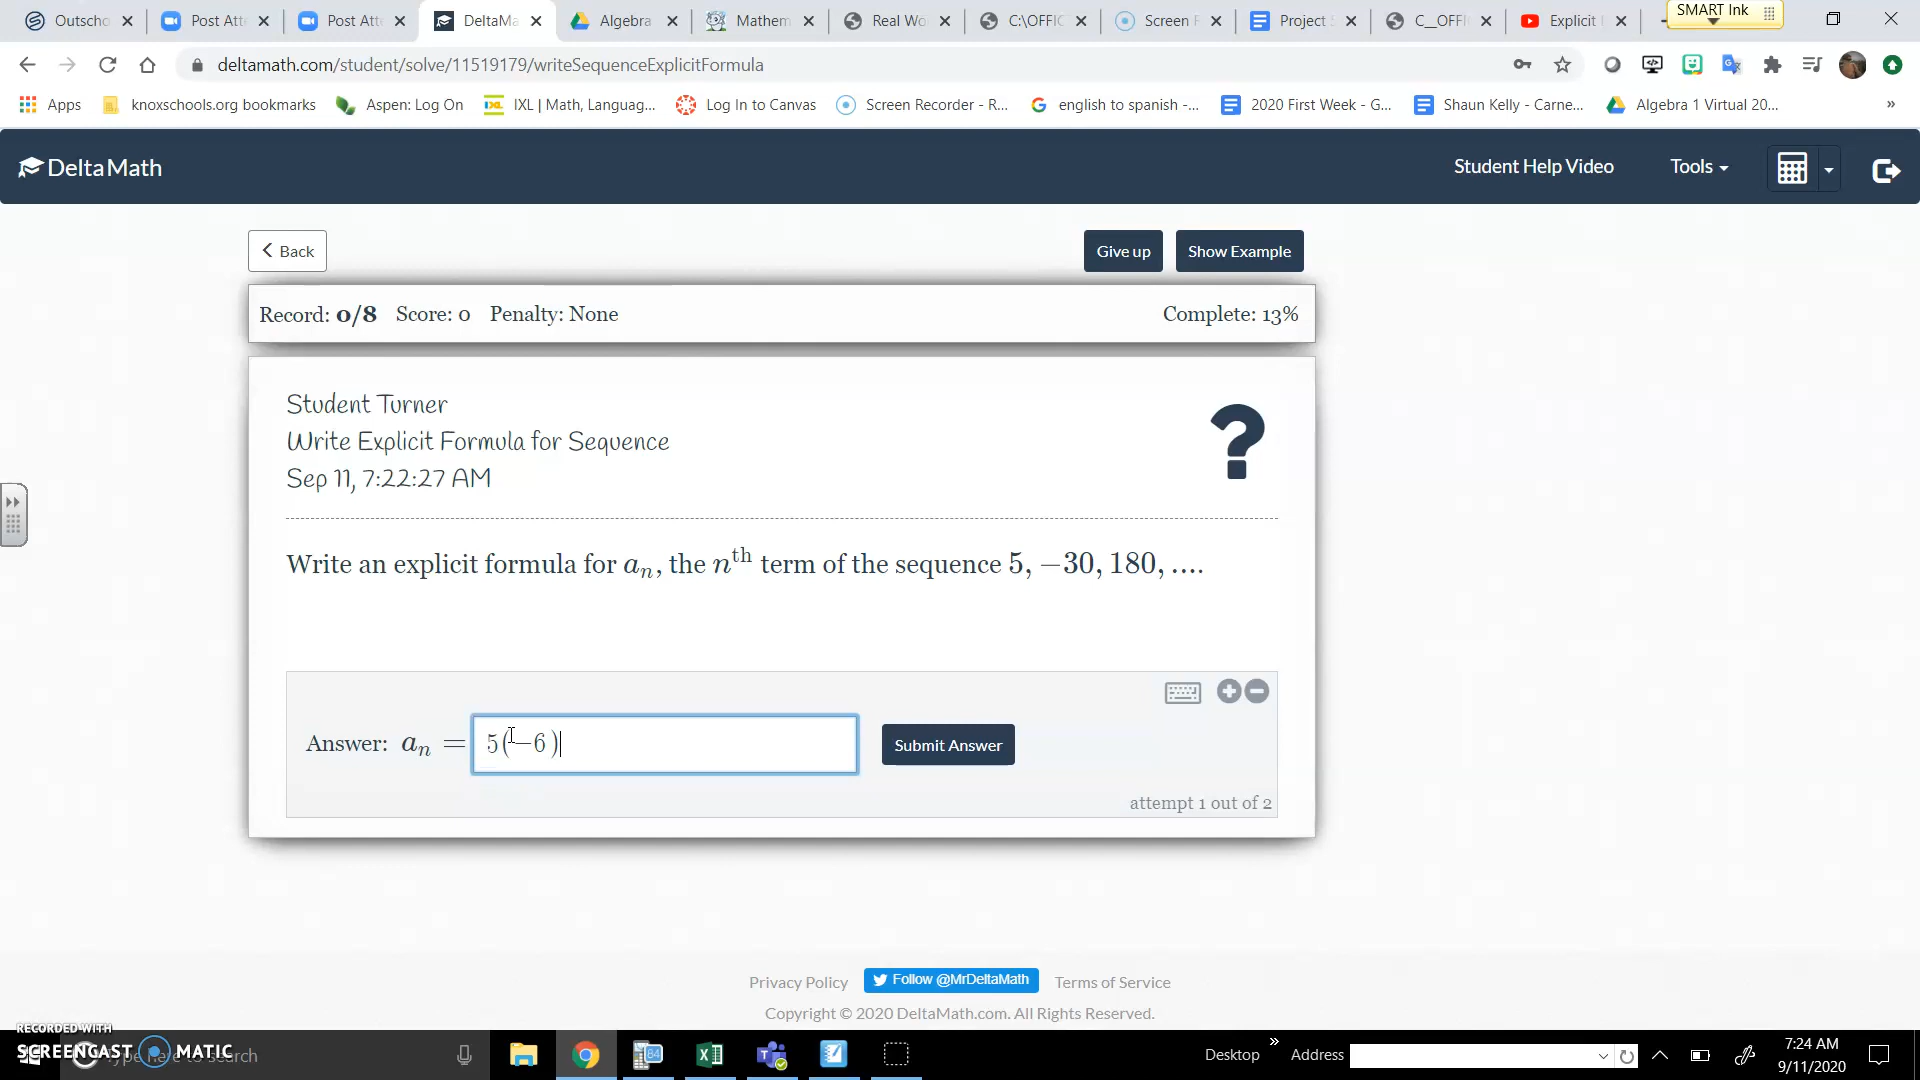 Outscho
Post Atte
Post Atte
DeltaMa
Algebra
Mathem
Real Wo
C:\OFFIC
Screen R
Project S
C__OFFI
Explicit
SMART Ink
deltamath.com/student/solve/11519179/writeSequenceExplicitFormula
Apps
knoxschools.org bookmarks
Aspen: Log On
IXL | Math, Languag...
Log In to Canvas
Screen Recorder - R...
english to spanish -...
2020 First Week - G...
Shaun Kelly - Carne...
Algebra 1 Virtual 20...
»
DeltaMath
Student Help Video
Tools
Back
Give up
Show Example
Record: 0/8 Score: 0 Penalty: None
Complete: 13%
Student Turner
Write Explicit Formula for Sequence
Sep 11, 7:22:27 AM
?
Write an explicit formula for aₙ, the nᵗʰ term of the sequence 5, −30, 180, ....
Answer: aₙ = 5(−6)
Submit Answer
attempt 1 out of 2
Privacy Policy
Follow @MrDeltaMath
Terms of Service
Copyright © 2020 DeltaMath.com. All Rights Reserved.
RECORDED WITH
SCREENCAST MATIC
Type here to search
Desktop
»
Address
7:24 AM
9/11/2020